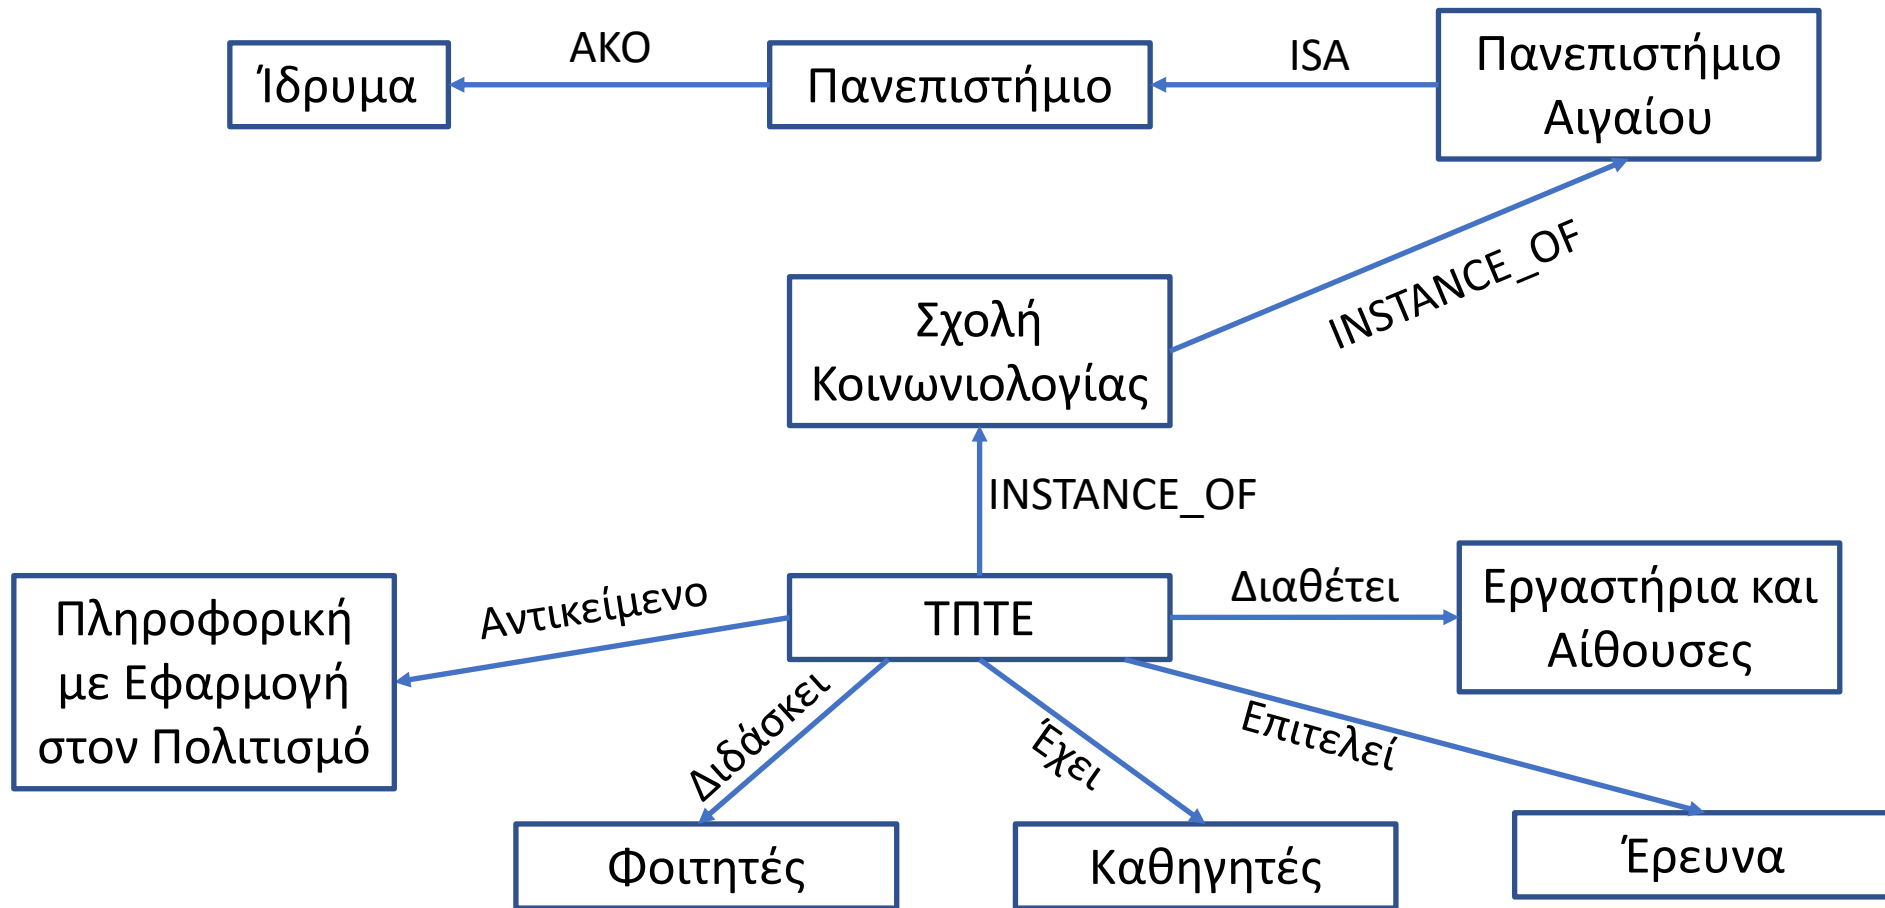 Ίδρυμα
AKO
Πανεπιστήμιο
ISA
Πανεπιστήμιο
Αιγαίου
INSTANCE_OF
Σχολή
Κοινωνιολογίας
INSTANCE_OF
Πληροφορική
με Εφαρμογή
στον Πολιτισμό
Αντικείμενο
ΤΠΤΕ
Διαθέτει
Εργαστήρια και
Αίθουσες
Διδάσκει
Έχει
Επιτελεί
Φοιτητές
Καθηγητές
Έρευνα